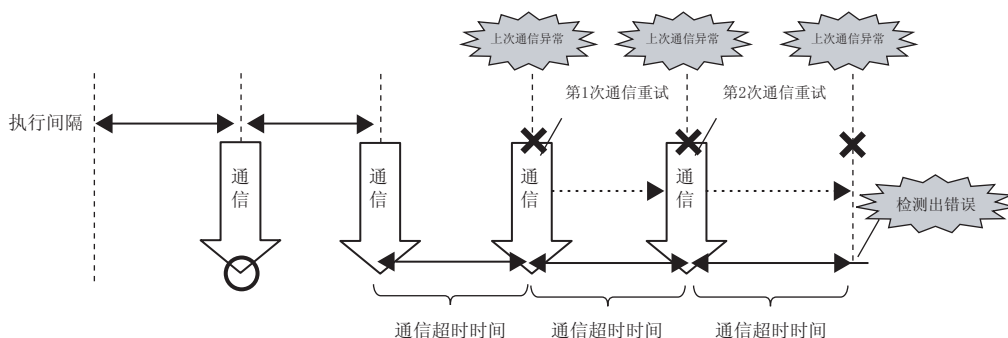 上次通信异常
上次通信异常
上次通信异常
第1次通信重试
第2次通信重试
执行间隔
通信
通信
通信
通信
检测出错误
通信超时时间
通信超时时间
通信超时时间